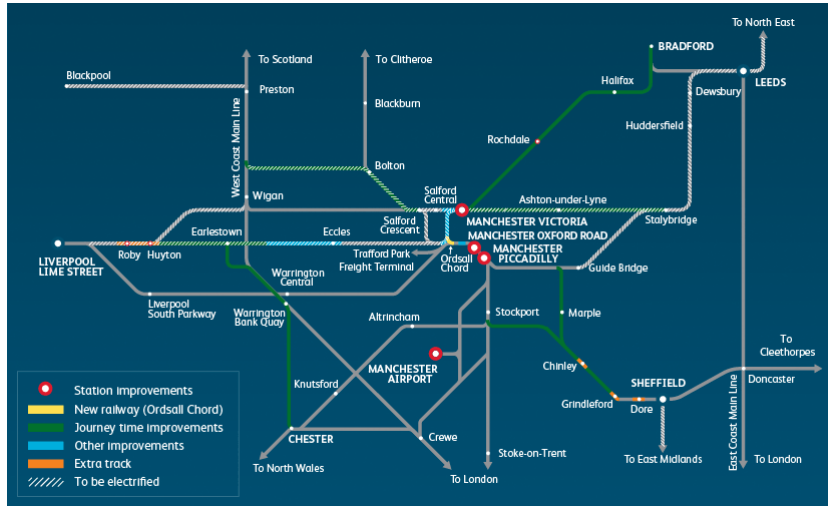 To North East
To Scotland
To Clitheroe
BRADFORD
Blackpool
LEEDS
Halifax
Preston
Dewsbury
Blackburn
West Coast Main Line
Huddersfield
Rochdale
Bolton
Salford
Central
Wigan
Ashton-under-Lyne
Salford
Crescent
MANCHESTER VICTORIA
Stalybridge
Earlestown
Eccles
MANCHESTER OXFORD ROAD
MANCHESTER
PICCADILLY
LIVERPOOL
LIME STREET
Roby
Huyton
Trafford Park
Freight Terminal
Ordsall
Chord
Guide Bridge
Warrington
Central
Liverpool
South Parkway
Warrington
Bank Quay
Altrincham
Stockport
Marple
To
Cleethorpes
MANCHESTER
AIRPORT
Chinley
SHEFFIELD
Doncaster
Knutsford
Grindleford
Dore
East Coast Main Line
CHESTER
Crewe
Stoke-on-Trent
To North Wales
To London
To East Midlands
To London
Station improvements
New railway (Ordsall Chord)
Journey time improvements
Other improvements
Extra track
To be electrified